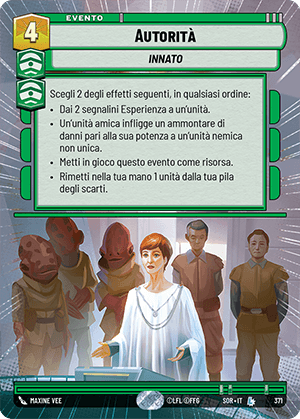 4
EVENTO
AUTORITÀ
INNATO
Scegli 2 degli effetti seguenti, in qualsiasi ordine:
• Dai 2 segnalini Esperienza a un'unità.
• Un'unità amica infligge un ammontare di
danni pari alla sua potenza a un'unità nemica
non unica.
• Metti in gioco questo evento come risorsa.
• Rimetti nella tua mano 1 unità dalla tua pila
degli scarti.
MAXINE VEE
©LFL ©FFG
SOR • IT
371